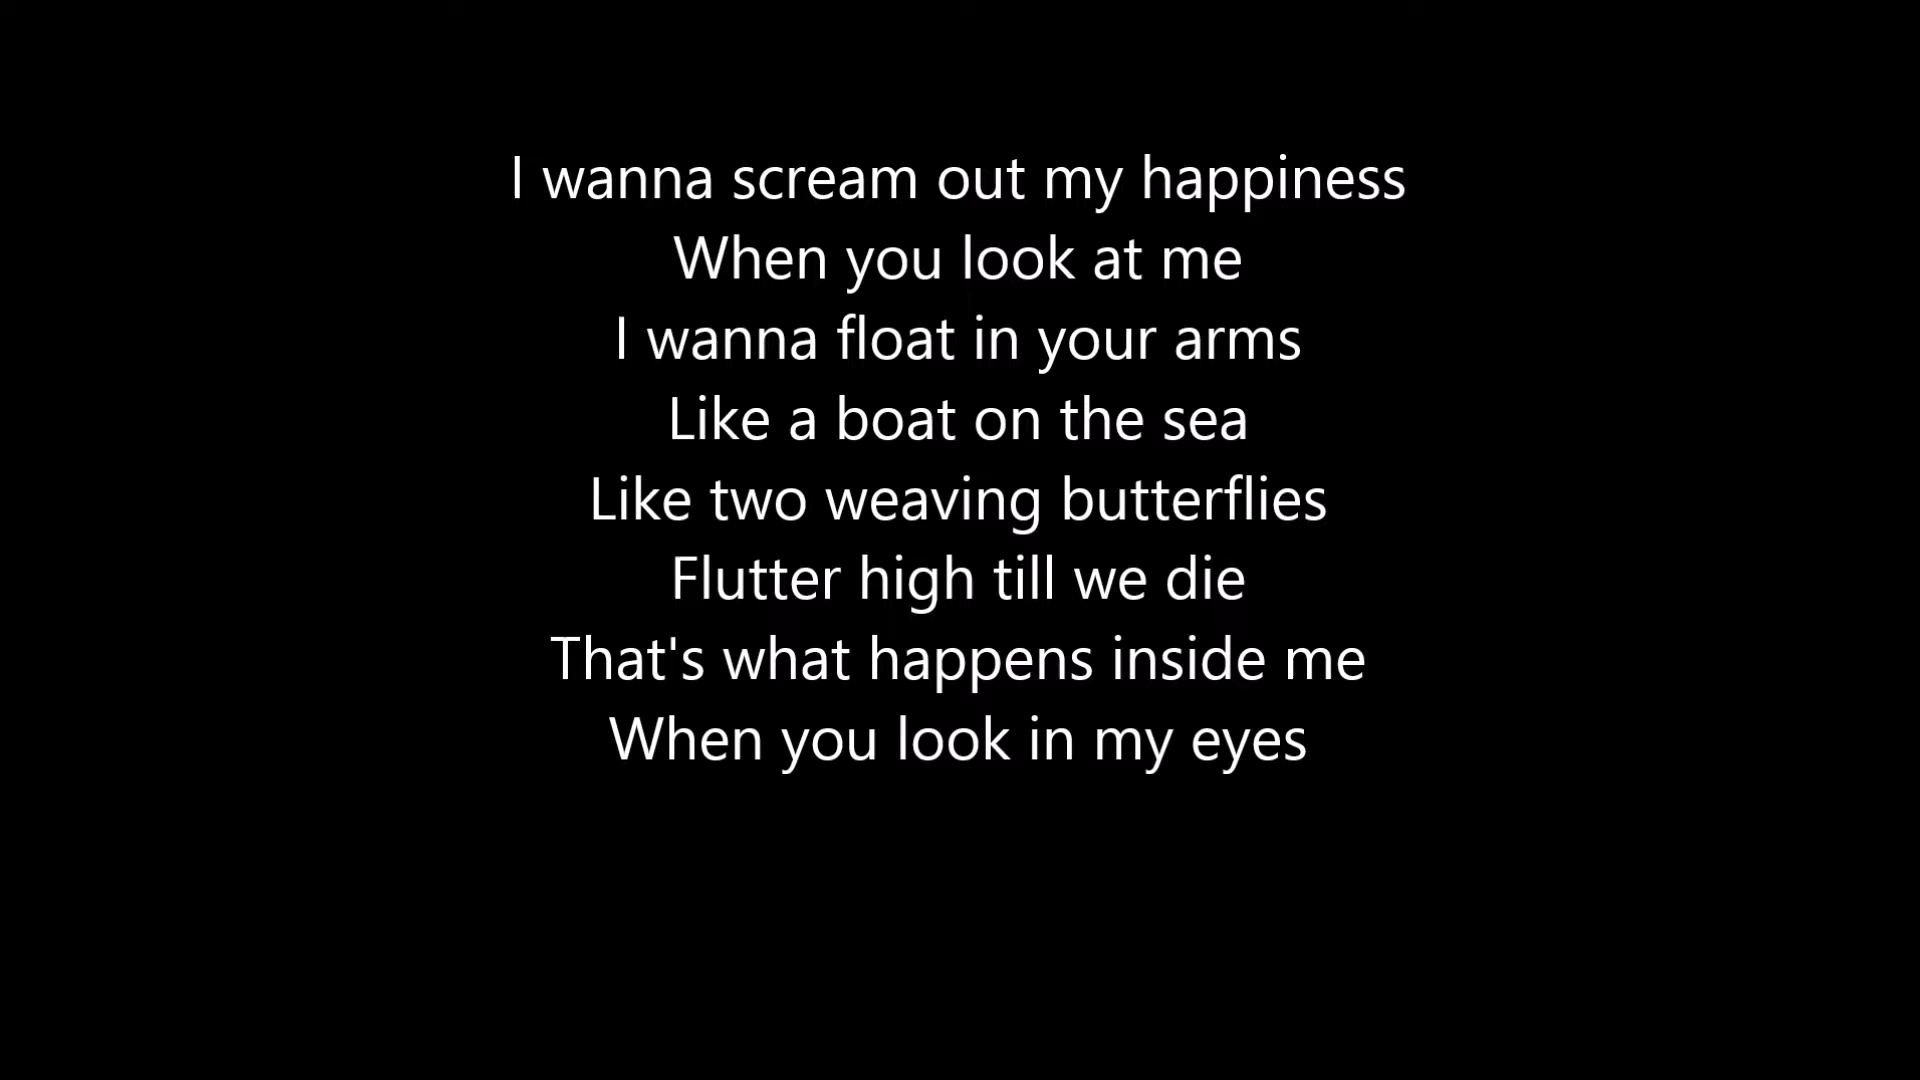 I wanna scream out my happiness
When you look at me
I wanna float in your arms
Like a boat on the sea
Like two weaving butterflies
Flutter high till we die
That's what happens inside me
When you look in my eyes